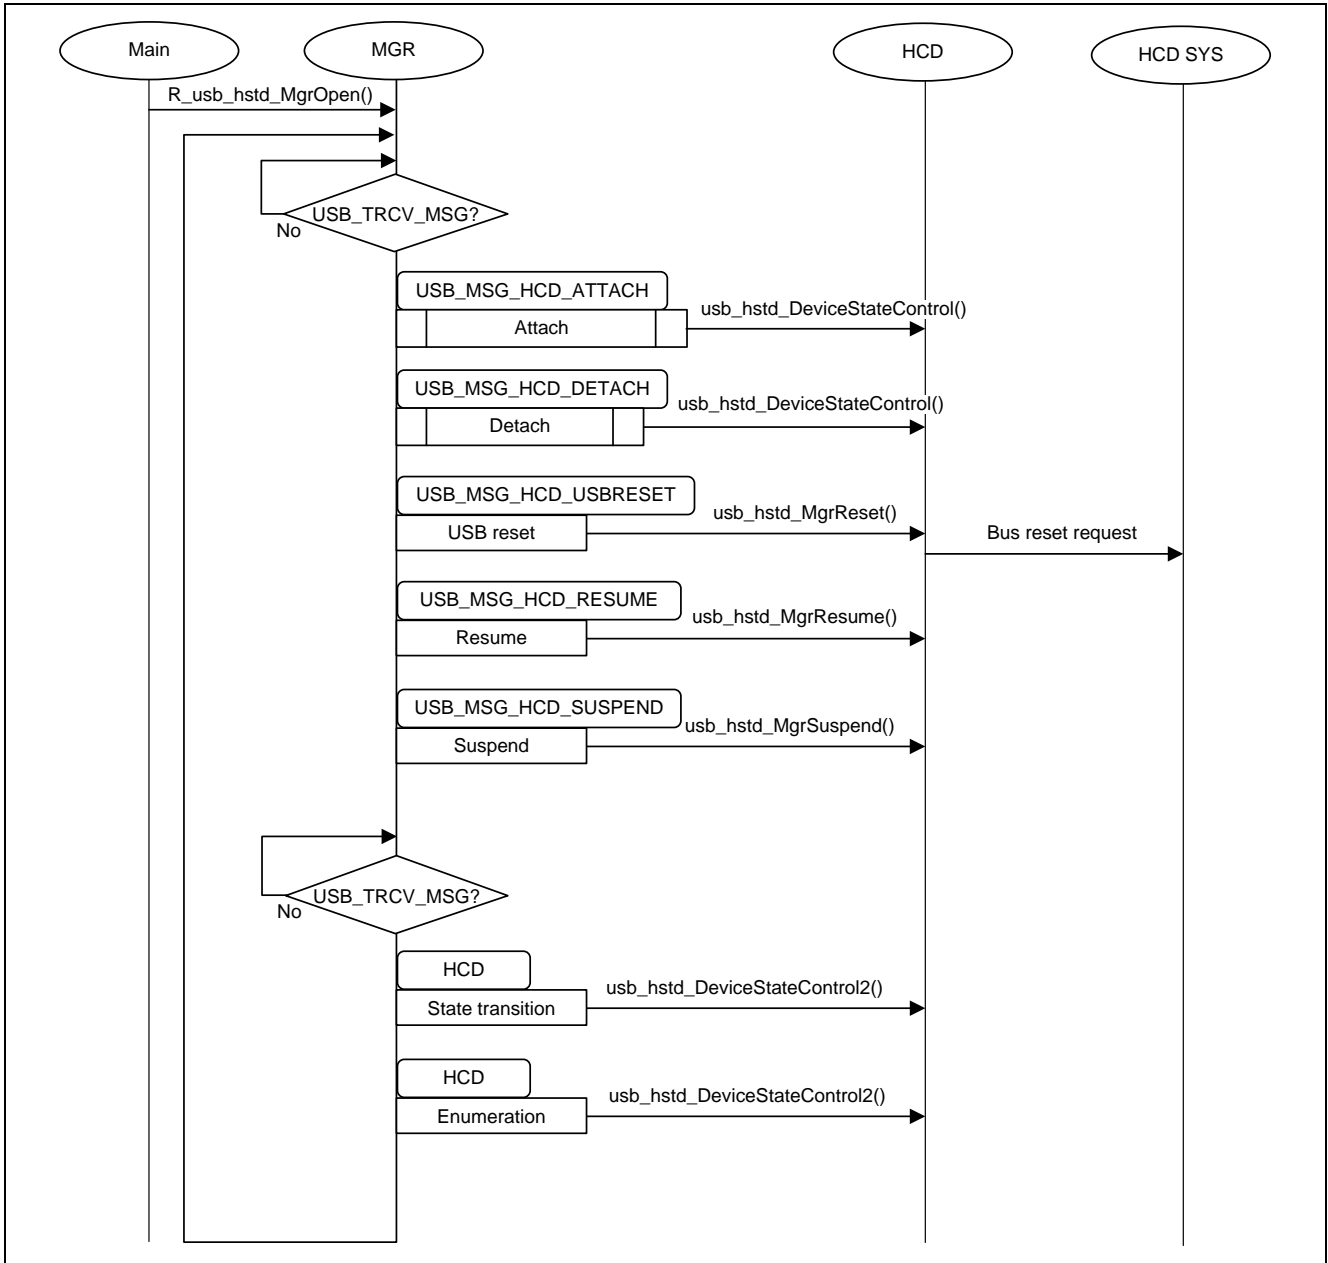 Main
MGR
HCD
HCD SYS
R_usb_hstd_MgrOpen()
USB_TRCV_MSG?
No
USB_MSG_HCD_ATTACH
usb_hstd_DeviceStateControl()
Attach
USB_MSG_HCD_DETACH
usb_hstd_DeviceStateControl()
Detach
USB_MSG_HCD_USBRESET
usb_hstd_MgrReset()
USB reset
Bus reset request
USB_MSG_HCD_RESUME
usb_hstd_MgrResume()
Resume
USB_MSG_HCD_SUSPEND
usb_hstd_MgrSuspend()
Suspend
USB_TRCV_MSG?
No
HCD
usb_hstd_DeviceStateControl2()
State transition
HCD
usb_hstd_DeviceStateControl2()
Enumeration